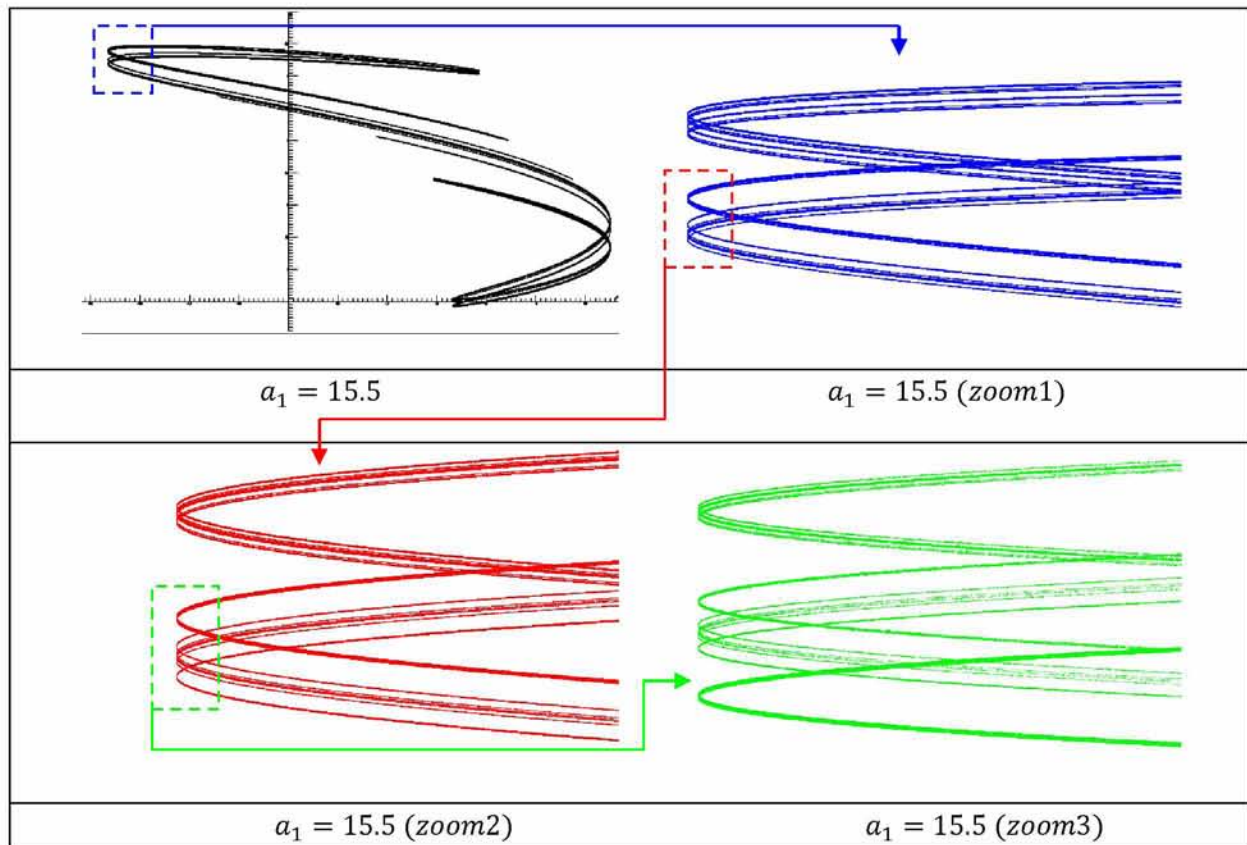 𝑎₁ = 15.5
𝑎₁ = 15.5 (𝑧𝑜𝑜𝑚1)
𝑎₁ = 15.5 (𝑧𝑜𝑜𝑚2)
𝑎₁ = 15.5 (𝑧𝑜𝑜𝑚3)